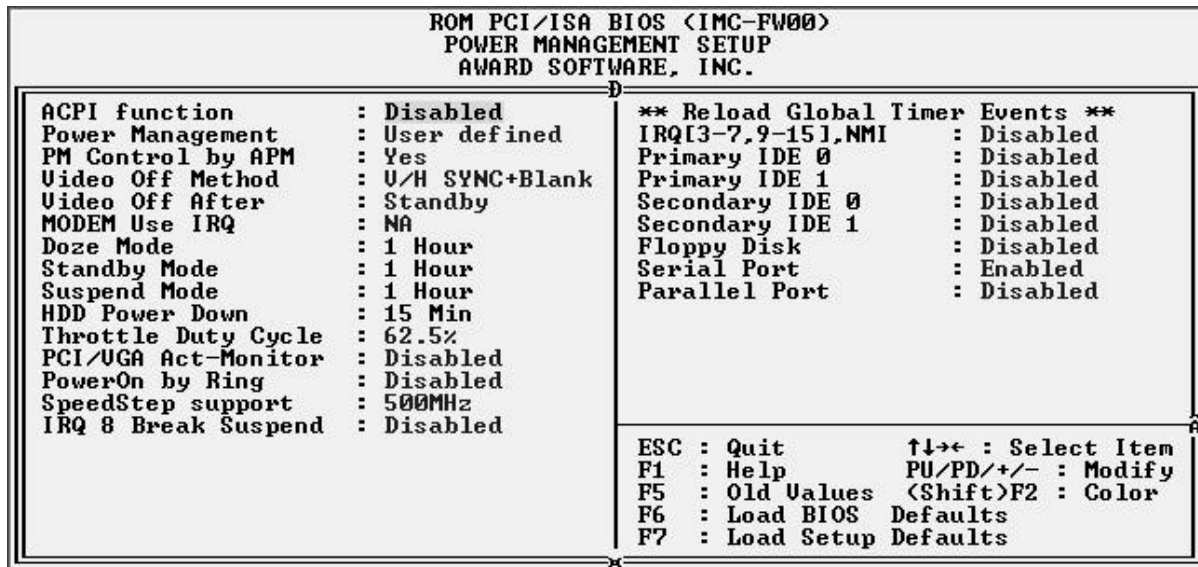 ROM PCI/ISA BIOS (IMC-FW00)
POWER MANAGEMENT SETUP
AWARD SOFTWARE, INC.
ACPI function : Disabled
Power Management : User defined
PM Control by APM : Yes
Video Off Method : V/H SYNC+Blank
Video Off After : Standby
MODEM Use IRQ : NA
Doze Mode : 1 Hour
Standby Mode : 1 Hour
Suspend Mode : 1 Hour
HDD Power Down : 15 Min
Throttle Duty Cycle : 62.5%
PCI/VGA Act-Monitor : Disabled
PowerOn by Ring : Disabled
SpeedStep support : 500MHz
IRQ 8 Break Suspend : Disabled
** Reload Global Timer Events **
IRQ[3-7,9-15],NMI : Disabled
Primary IDE 0 : Disabled
Primary IDE 1 : Disabled
Secondary IDE 0 : Disabled
Secondary IDE 1 : Disabled
Floppy Disk : Disabled
Serial Port : Enabled
Parallel Port : Disabled
ESC : Quit ↑↓→← : Select Item
F1 : Help PU/PD/+/- : Modify
F5 : Old Values (Shift)F2 : Color
F6 : Load BIOS Defaults
F7 : Load Setup Defaults